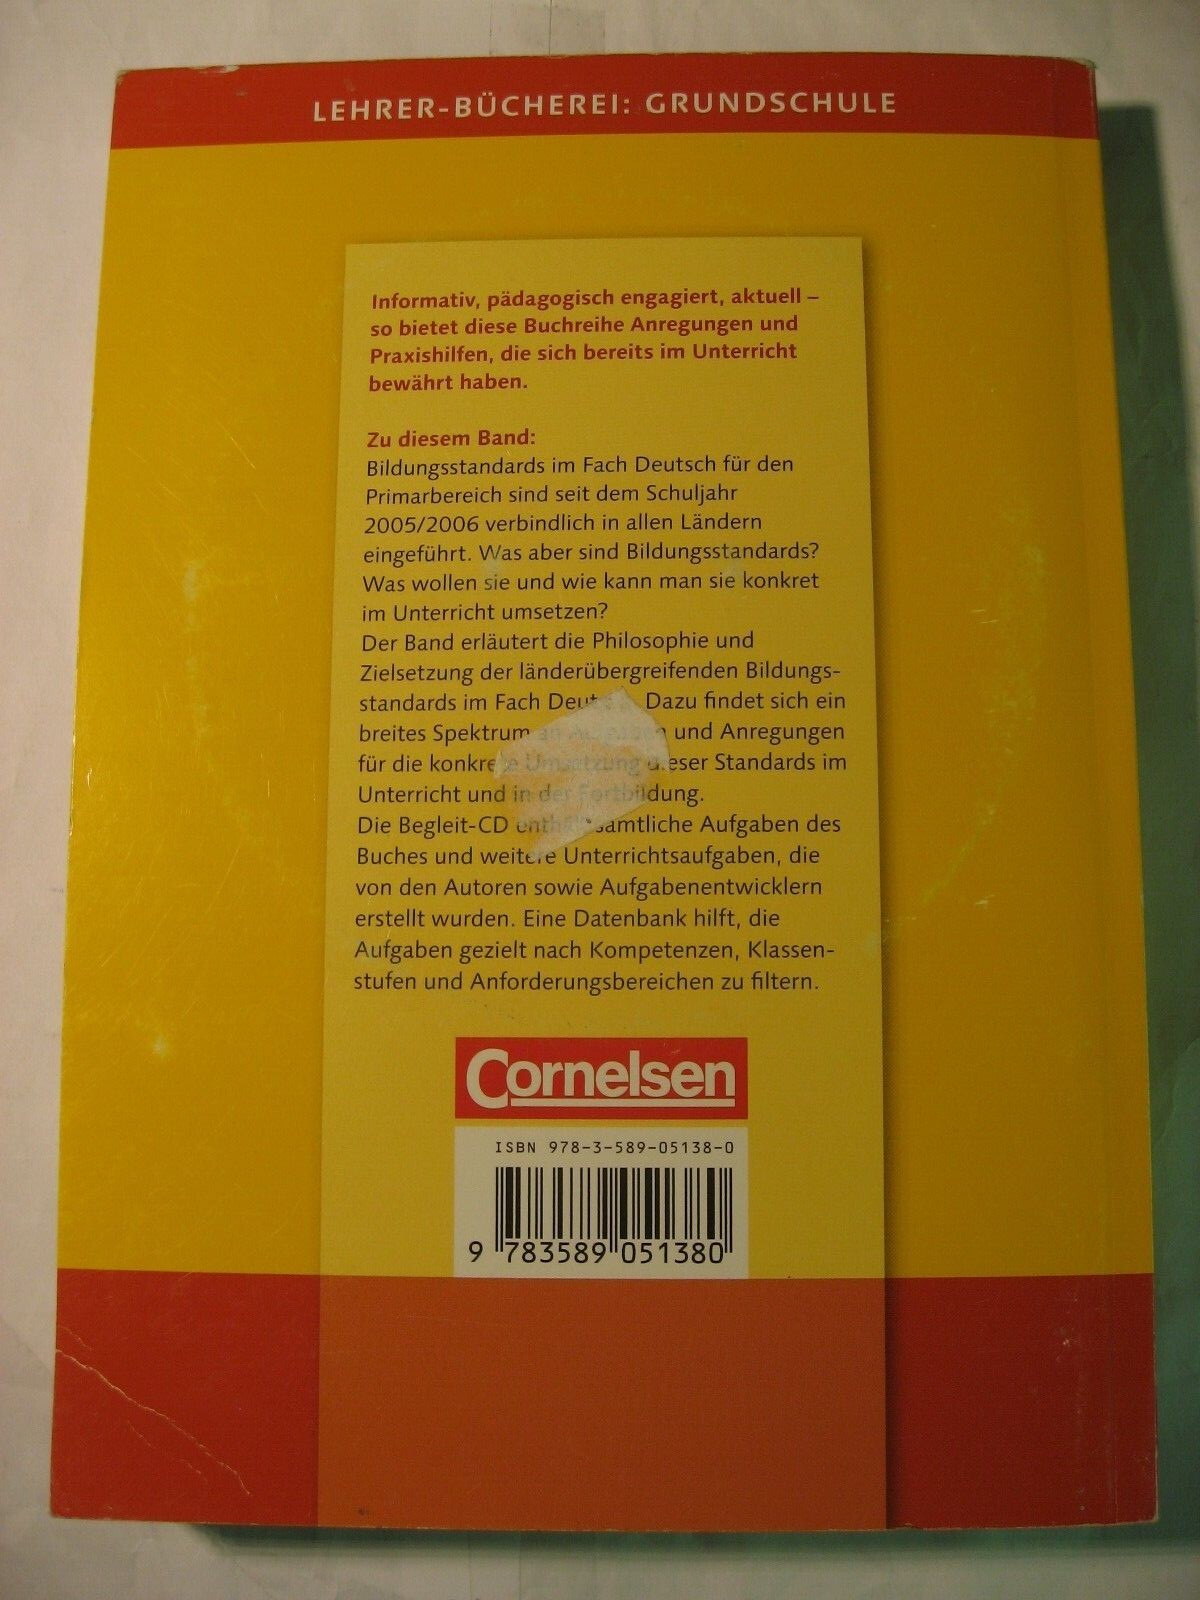 LEHRER-BÜCHEREI: GRUNDSCHULE
Informativ, pädagogisch engagiert, aktuell –
so bietet diese Buchreihe Anregungen und
Praxishilfen, die sich bereits im Unterricht
bewährt haben.
Zu diesem Band:
Bildungsstandards im Fach Deutsch für den
Primarbereich sind seit dem Schuljahr
2005/2006 verbindlich in allen Ländern
eingeführt. Was aber sind Bildungsstandards?
Was wollen sie und wie kann man sie konkret
im Unterricht umsetzen?
Der Band erläutert die Philosophie und
Zielsetzung der länderübergreifenden Bildungs-
standards im Fach Dazu findet sich ein
breites Spektrum und Anregungen
für die konkrete Umsetzung dieser Standards im
Unterricht und in der Fortbildung.
Die Begleit-CD sämtliche Aufgaben des
Buches und weitere Unterrichtsaufgaben, die
von den Autoren sowie Aufgabenentwicklern
erstellt wurden. Eine Datenbank hilft, die
Aufgaben gezielt nach Kompetenzen, Klassen-
stufen und Anforderungsbereichen zu filtern.
Cornelsen
ISBN 978-3-589-05138-0
9 783589 051380